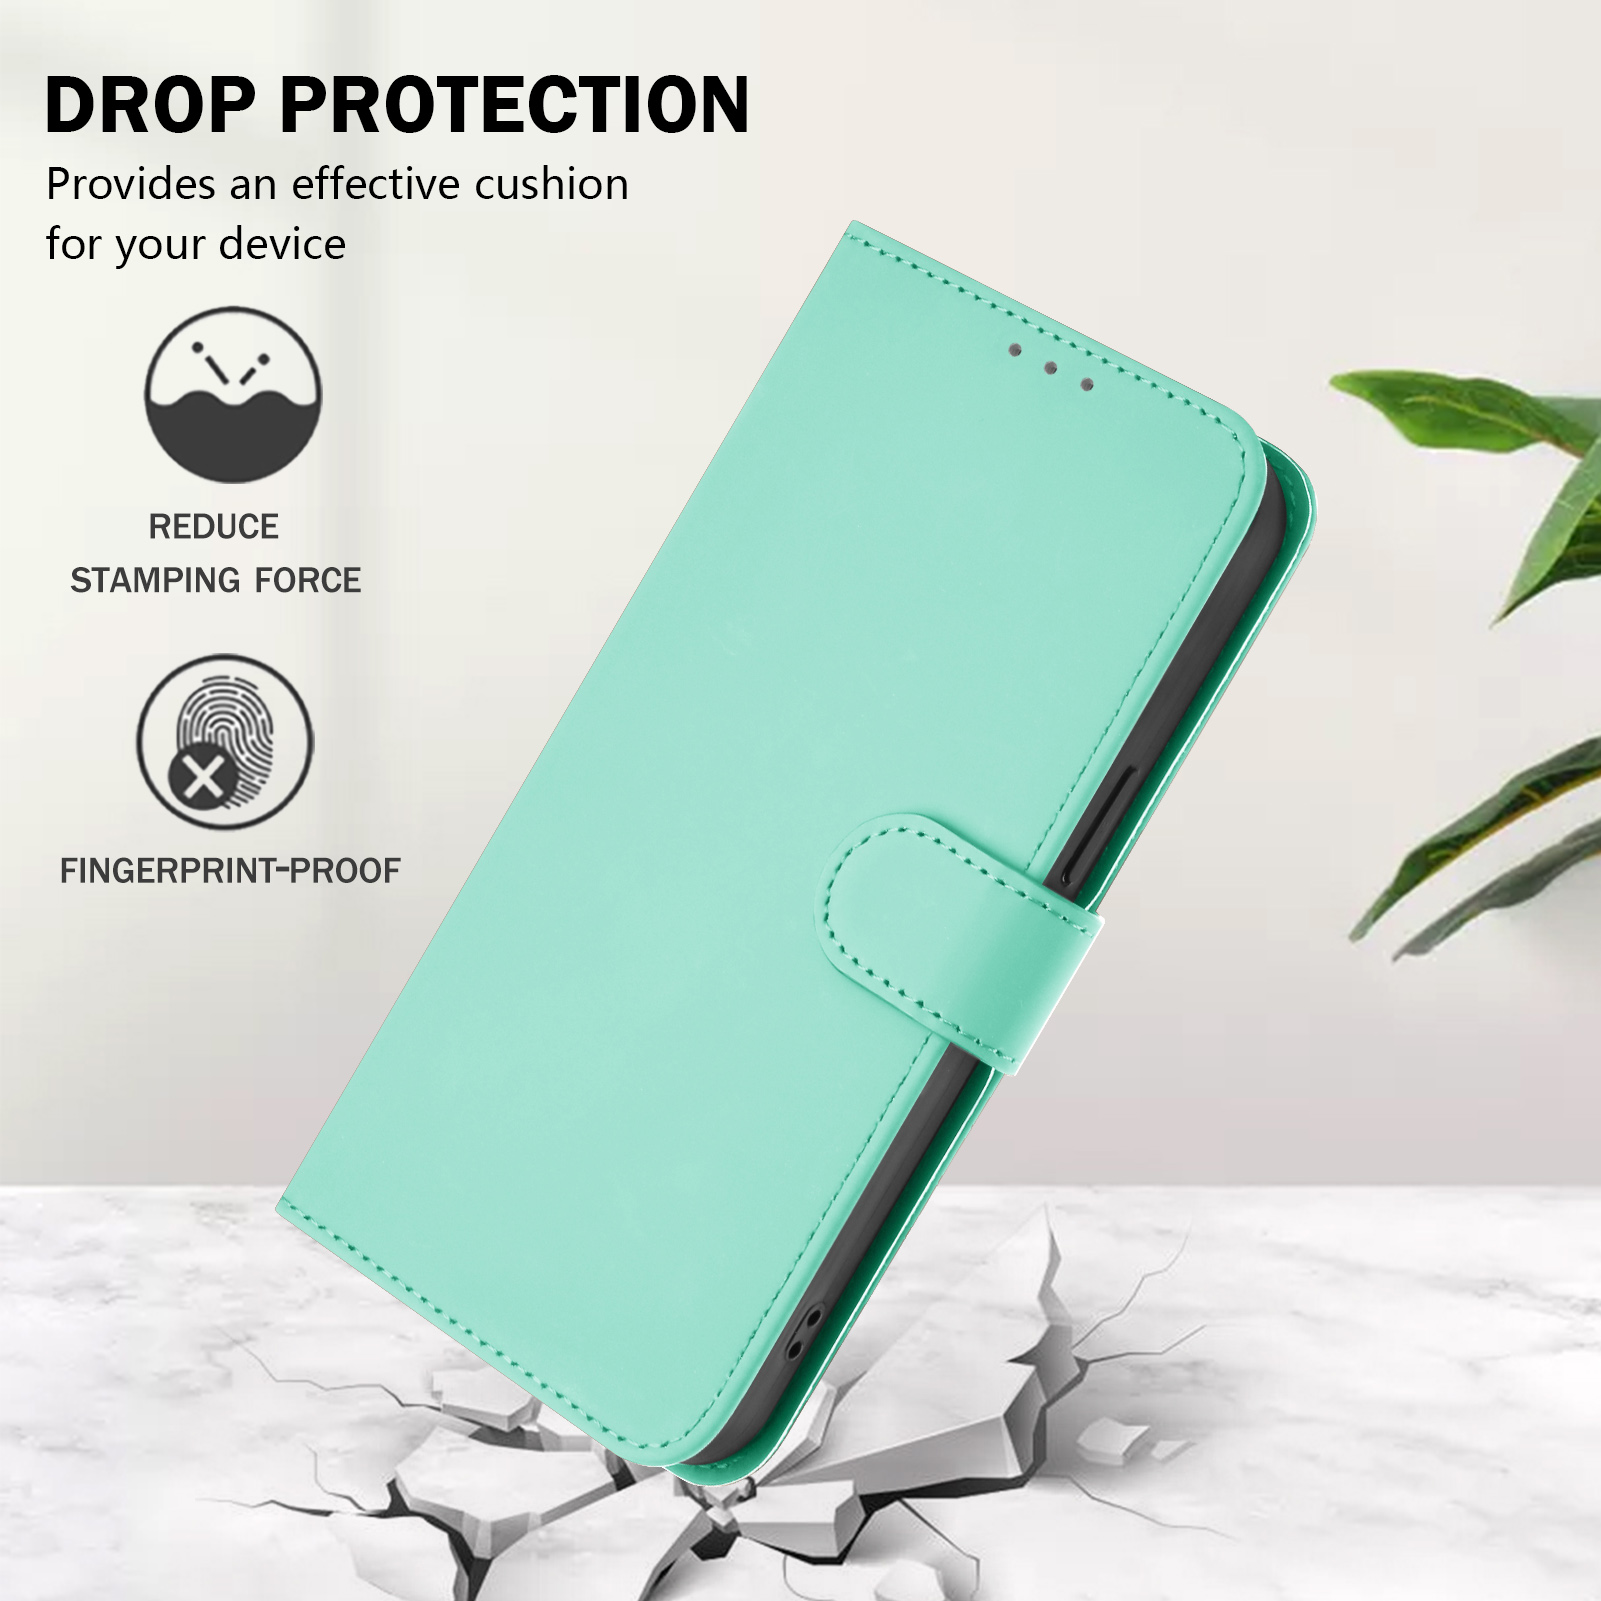 DROP PROTECTION
Provides an effective cushion
for your device
REDUCE
STAMPING FORCE
FINGERPRINT-PROOF